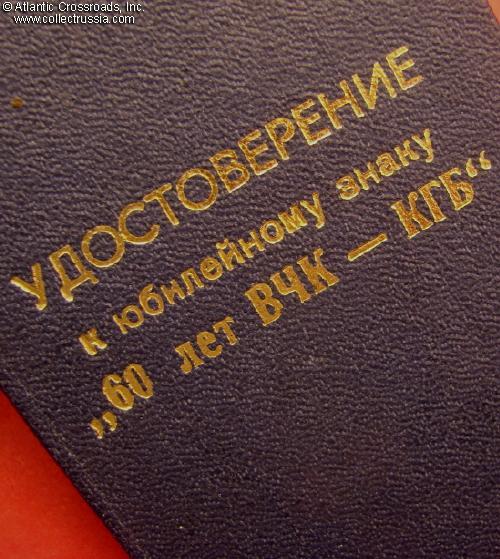 © Atlantic Crossroads, Inc.
www.collectrussia.com
УДОСТОВЕРЕНИЕ
к юбилейному знаку
„60 лет ВЧК — КГБ“